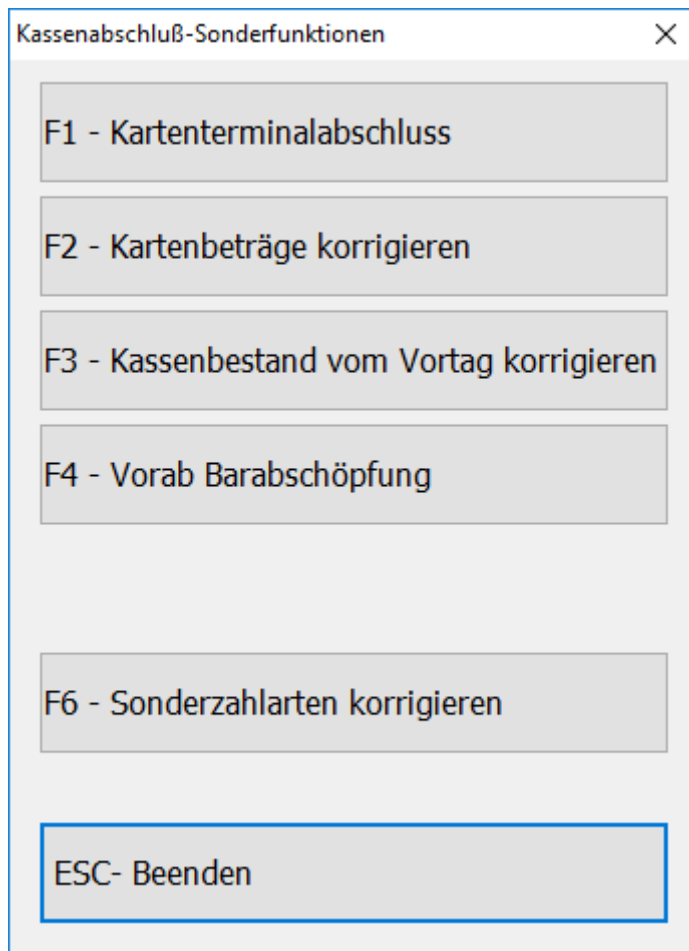 Kassenabschluß-Sonderfunktionen
F1 - Kartenterminalabschluss
F2 - Kartenbeträge korrigieren
F3 - Kassenbestand vom Vortag korrigieren
F4 - Vorab Barabschöpfung
F6 - Sonderzahlarten korrigieren
ESC- Beenden